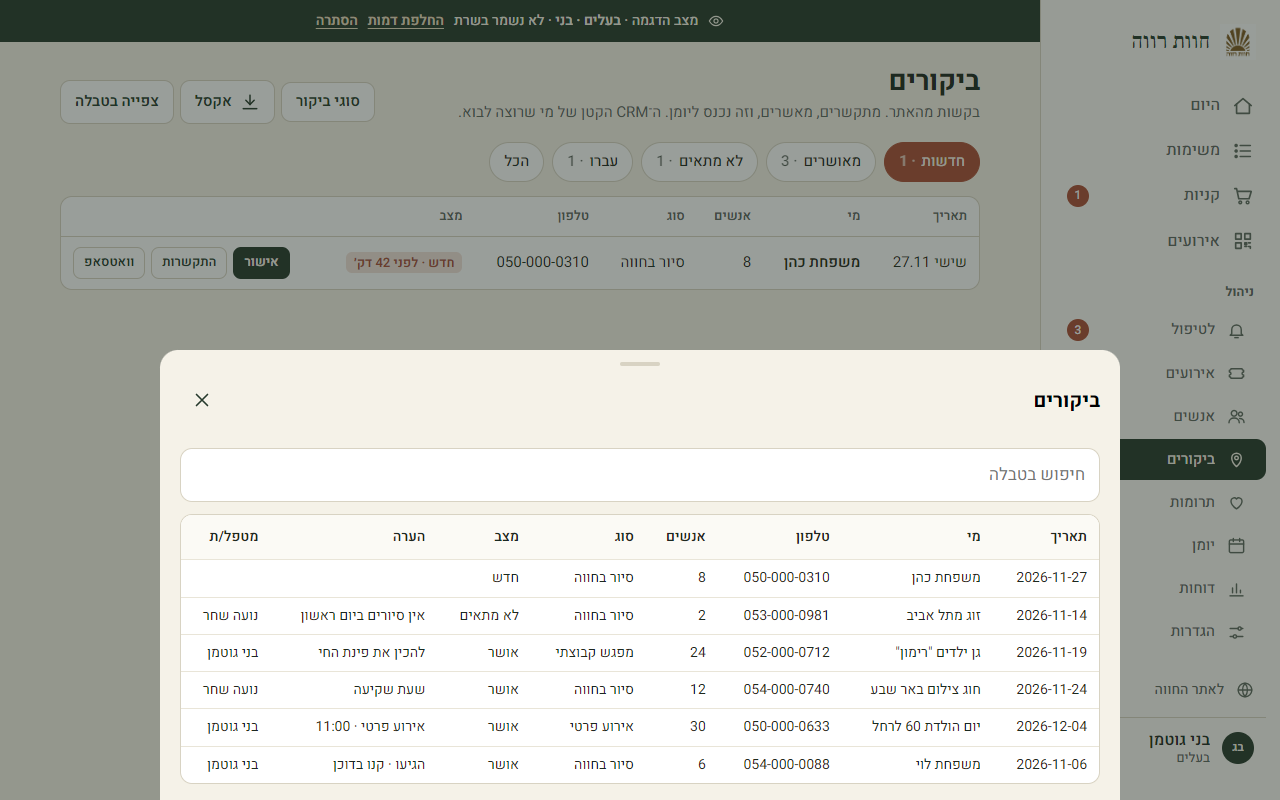 מצב הדגמה · בעלים · בני · לא נשמר בשרת החלפת דמות הסתרה
חוות רווה
היום
משימות
קניות 1
אירועים
ניהול
לטיפול 3
אירועים
אנשים
ביקורים
תרומות
יומן
דוחות
הגדרות
לאתר החווה
בג בני גוטמן
בעלים
ביקורים
בקשות מהאתר. מתקשרים, מאשרים, וזה נכנס ליומן. ה־CRM הקטן של מי שרוצה לבוא.
סוגי ביקור אקסל צפייה בטבלה
חדשות · 1 מאושרים · 3 לא מתאים · 1 עברו · 1 הכל
תאריך מי אנשים סוג טלפון מצב
שישי 27.11 משפחת כהן 8 סיור בחווה 050-000-0310 חדש · לפני 42 דק' אישור התקשרות וואטסאפ
ביקורים
חיפוש בטבלה
תאריך מי טלפון אנשים סוג מצב הערה מטפל/ת
2026-11-27 משפחת כהן 050-000-0310 8 סיור בחווה חדש
2026-11-14 זוג מתל אביב 053-000-0981 2 סיור בחווה לא מתאים אין סיורים ביום ראשון נועה שחר
2026-11-19 גן ילדים "רימון" 052-000-0712 24 מפגש קבוצתי אושר להכין את פינת החי בני גוטמן
2026-11-24 חוג צילום באר שבע 054-000-0740 12 סיור בחווה אושר שעת שקיעה נועה שחר
2026-12-04 יום הולדת 60 לרחל 050-000-0633 30 אירוע פרטי אושר אירוע פרטי · 11:00 בני גוטמן
2026-11-06 משפחת לוי 054-000-0088 6 סיור בחווה אושר הגיעו · קנו בדוכן בני גוטמן